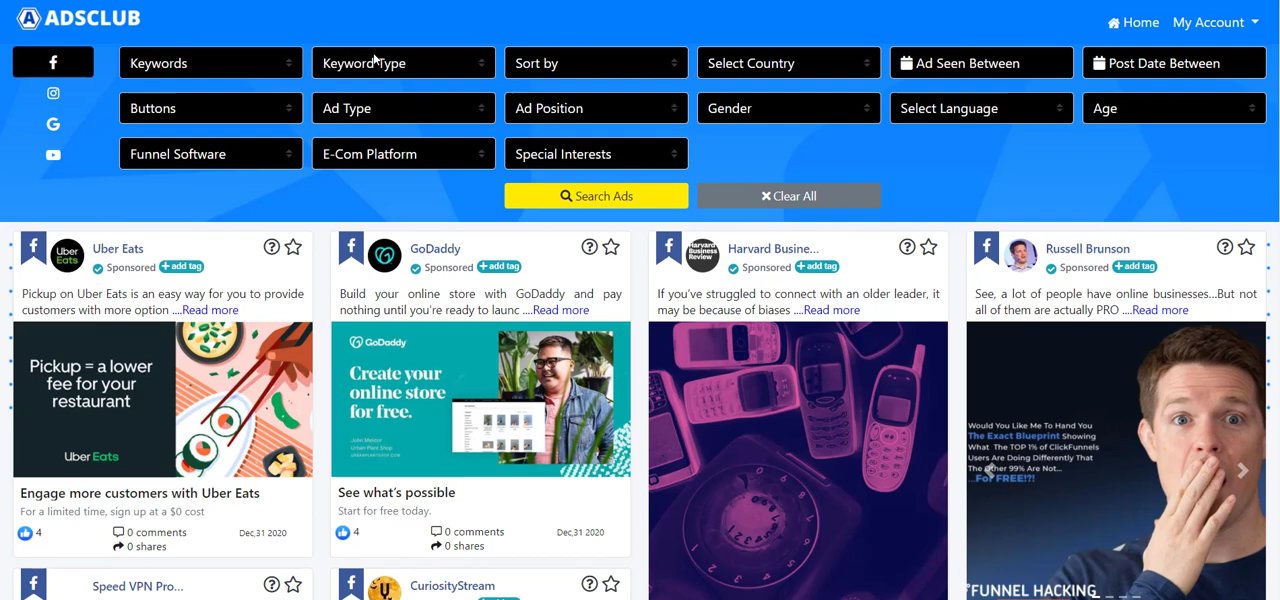 ADSCLUB
Home My Account
Keywords Keyword Type Sort by Select Country Ad Seen Between Post Date Between
Buttons Ad Type Ad Position Gender Select Language Age
Funnel Software E-Com Platform Special Interests
Search Ads Clear All
Uber Eats
Uber Eats
Sponsored + add tag
Pickup on Uber Eats is an easy way for you to provide
customers with more option ....Read more
Pickup = a lower
fee for your
restaurant
Uber Eats
Engage more customers with Uber Eats
For a limited time, sign up at a $0 cost
4 0 comments Dec,31 2020
0 shares
GoDaddy
Sponsored + add tag
Build your online store with GoDaddy and pay
nothing until you're ready to launc ....Read more
GoDaddy
Create your
online store
for free.
See what's possible
Start for free today.
4 0 comments Dec,31 2020
0 shares
Harvard
Business
Review
Harvard Busine...
Sponsored + add tag
If you've struggled to connect with an older leader, it
may be because of biases ....Read more
Russell Brunson
Sponsored + add tag
See, a lot of people have online businesses...But not
all of them are actually PRO ....Read more
Would You Like Me To Hand You
The Exact Blueprint Showing
What The TOP 1% of ClickFunnels
Users Are Doing Differently That
The Other 99% Are Not...
...For FREE!?!
"FUNNEL HACKING
Speed VPN Pro...
CuriosityStream